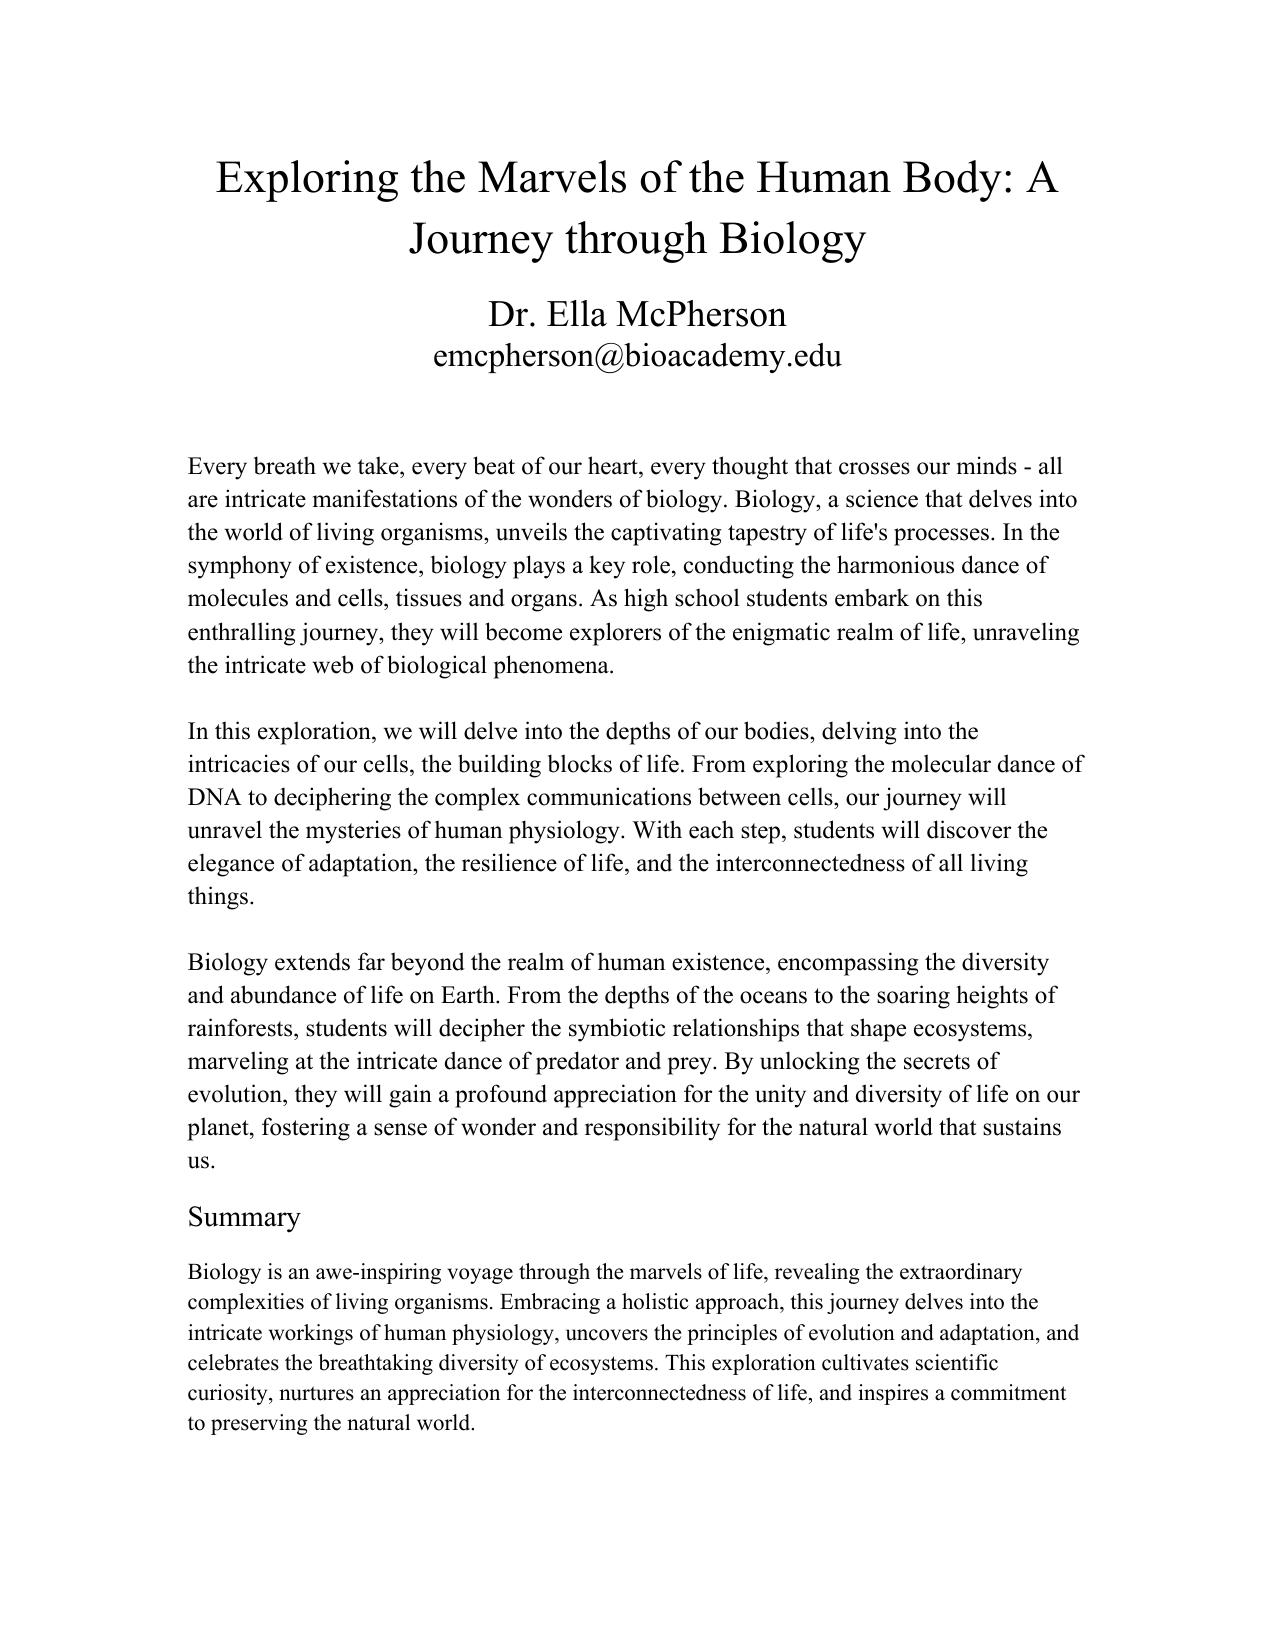 Exploring the Marvels of the Human Body: A
Journey through Biology
Dr. Ella McPherson
emcpherson@bioacademy.edu
Every breath we take, every beat of our heart, every thought that crosses our minds - all
are intricate manifestations of the wonders of biology. Biology, a science that delves into
the world of living organisms, unveils the captivating tapestry of life's processes. In the
symphony of existence, biology plays a key role, conducting the harmonious dance of
molecules and cells, tissues and organs. As high school students embark on this
enthralling journey, they will become explorers of the enigmatic realm of life, unraveling
the intricate web of biological phenomena.
In this exploration, we will delve into the depths of our bodies, delving into the
intricacies of our cells, the building blocks of life. From exploring the molecular dance of
DNA to deciphering the complex communications between cells, our journey will
unravel the mysteries of human physiology. With each step, students will discover the
elegance of adaptation, the resilience of life, and the interconnectedness of all living
things.
Biology extends far beyond the realm of human existence, encompassing the diversity
and abundance of life on Earth. From the depths of the oceans to the soaring heights of
rainforests, students will decipher the symbiotic relationships that shape ecosystems,
marveling at the intricate dance of predator and prey. By unlocking the secrets of
evolution, they will gain a profound appreciation for the unity and diversity of life on our
planet, fostering a sense of wonder and responsibility for the natural world that sustains
us.
Summary
Biology is an awe-inspiring voyage through the marvels of life, revealing the extraordinary
complexities of living organisms. Embracing a holistic approach, this journey delves into the
intricate workings of human physiology, uncovers the principles of evolution and adaptation, and
celebrates the breathtaking diversity of ecosystems. This exploration cultivates scientific
curiosity, nurtures an appreciation for the interconnectedness of life, and inspires a commitment
to preserving the natural world.